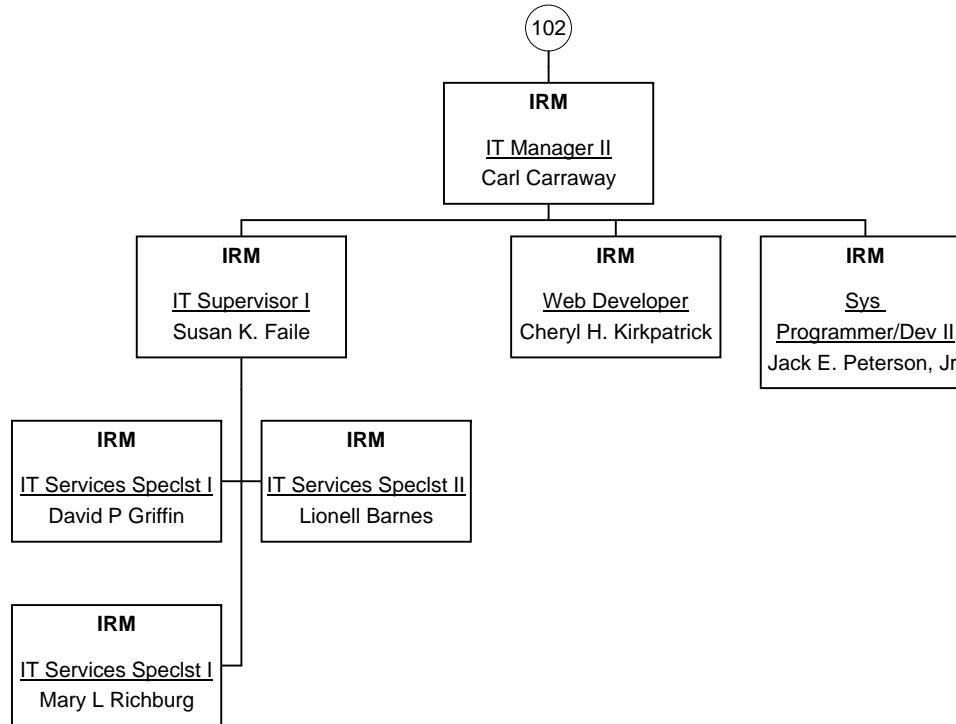 102
IRM
IT Manager II
Carl Carraway
IRM
IT Supervisor I
Susan K. Faile
IRM
Web Developer
Cheryl H. Kirkpatrick
IRM
Sys
Programmer/Dev II
Jack E. Peterson, Jr
IRM
IT Services Speclst I
David P Griffin
IRM
IT Services Speclst II
Lionell Barnes
IRM
IT Services Speclst I
Mary L Richburg